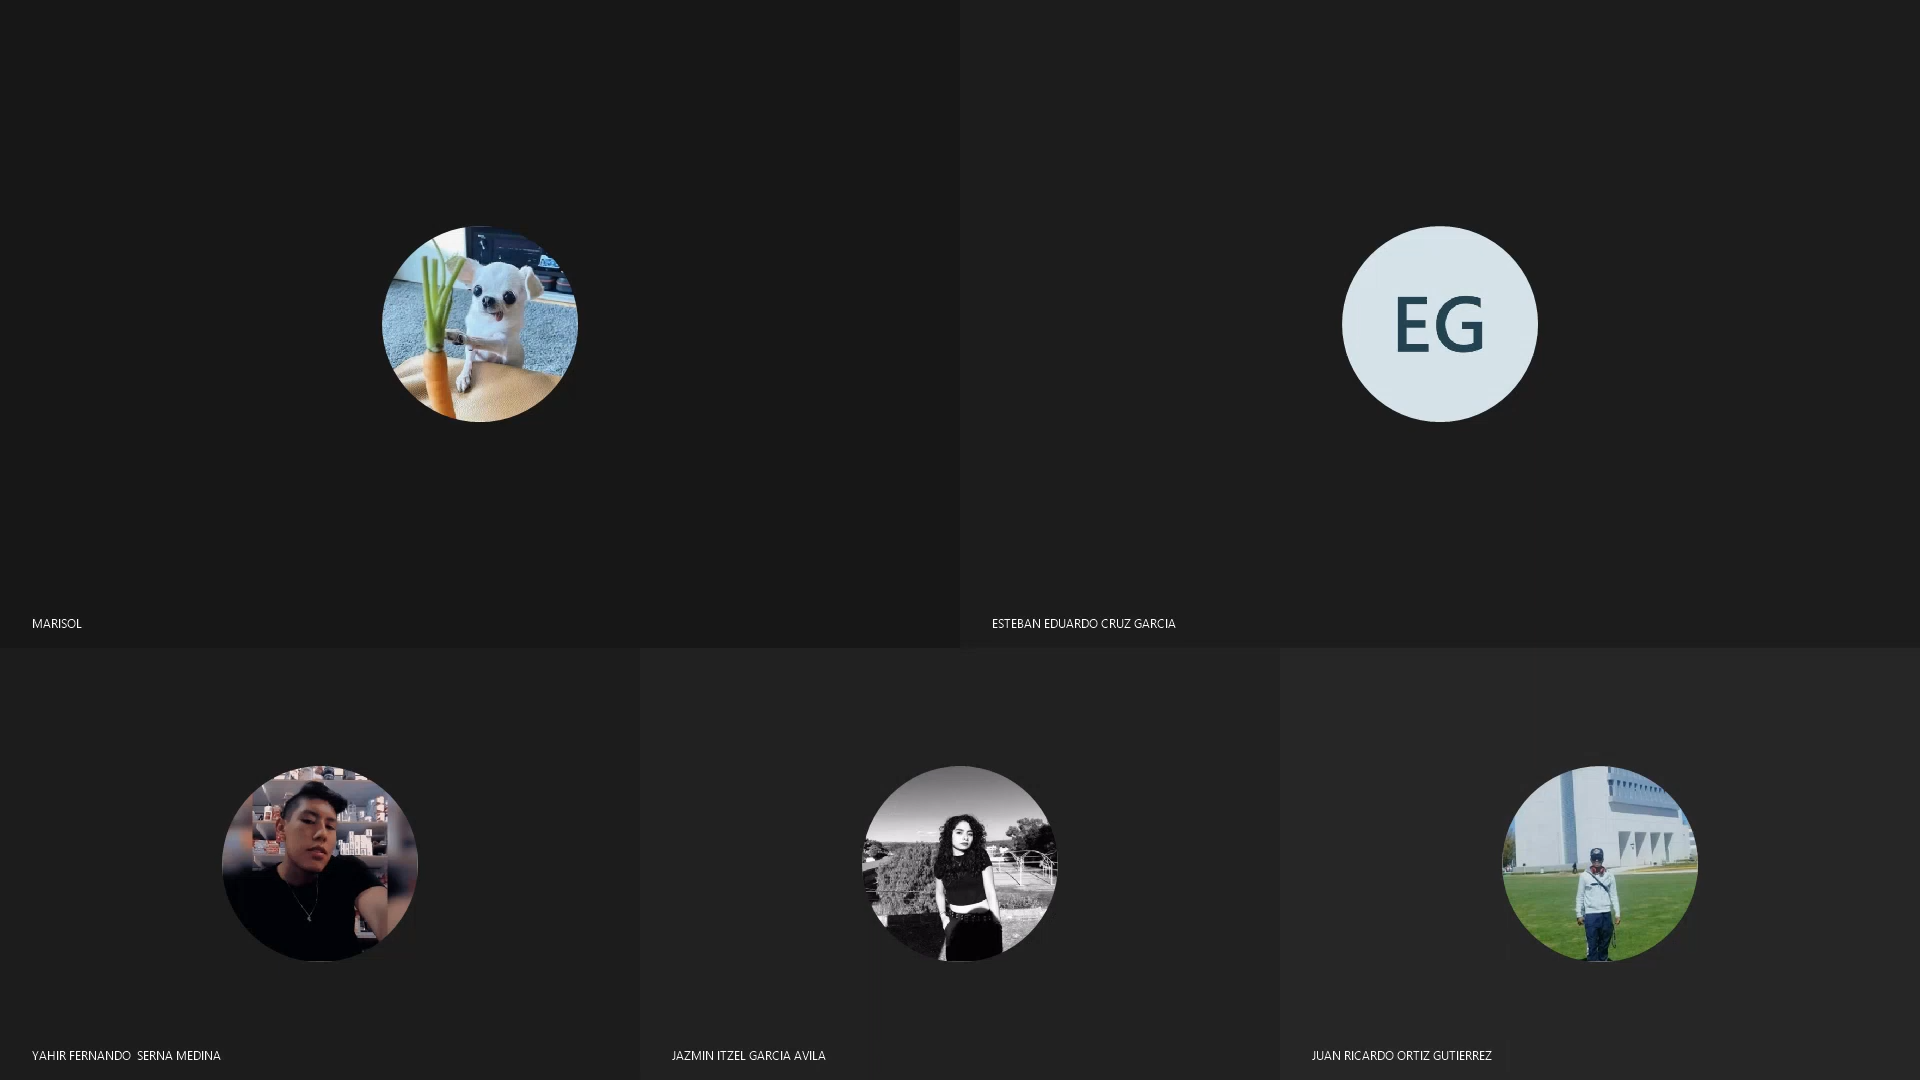 EG
MARISOL
ESTEBAN EDUARDO CRUZ GARCIA
YAHIR FERNANDO  SERNA MEDINA
JAZMIN ITZEL GARCIA AVILA
JUAN RICARDO ORTIZ GUTIERREZ